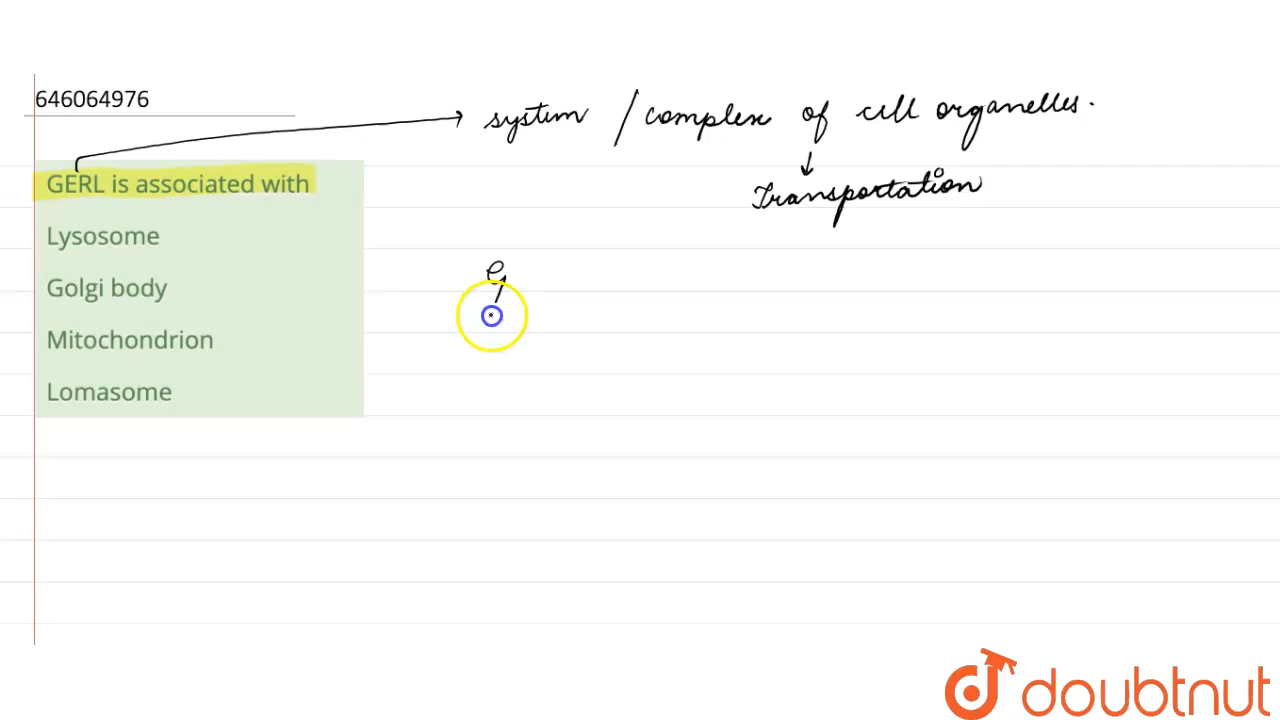 646064976
system / complex of cell organelles.
GERL is associated with
Transportation
Lysosome
G
Golgi body
Mitochondrion
Lomasome
doubtnut